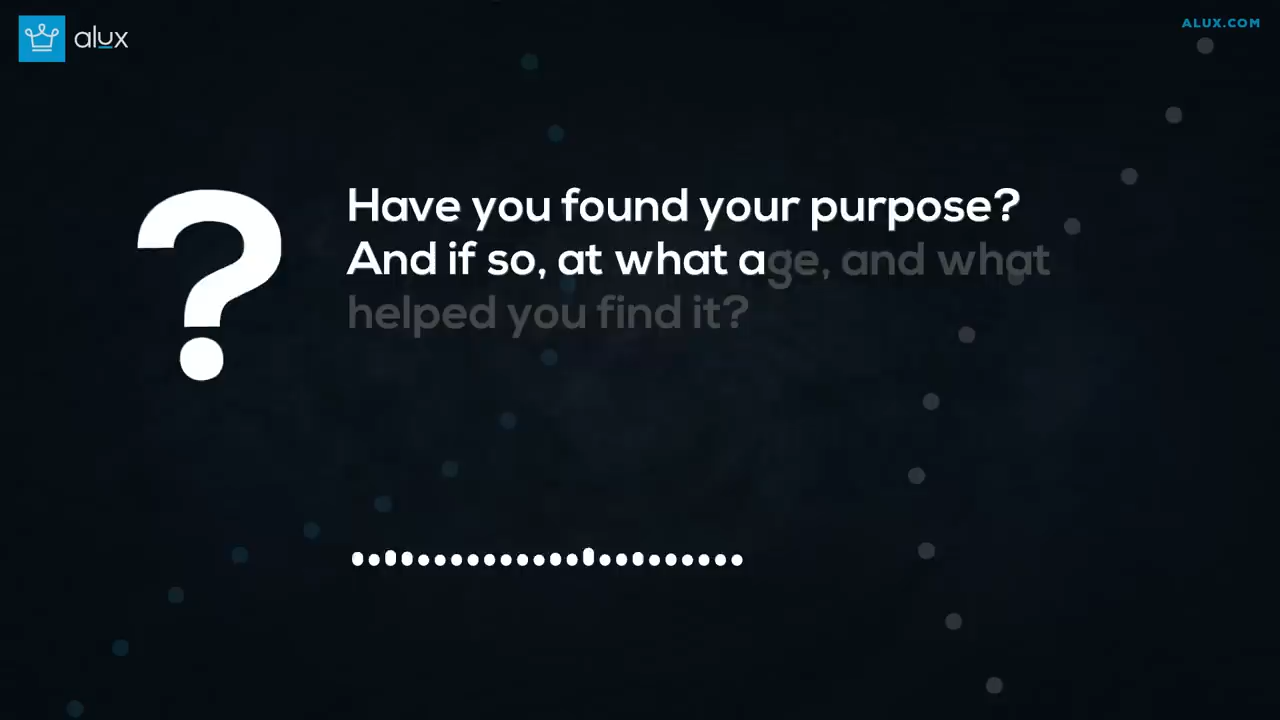 alux
ALUX.COM
?
Have you found your purpose?
And if so, at what age, and what
helped you find it?